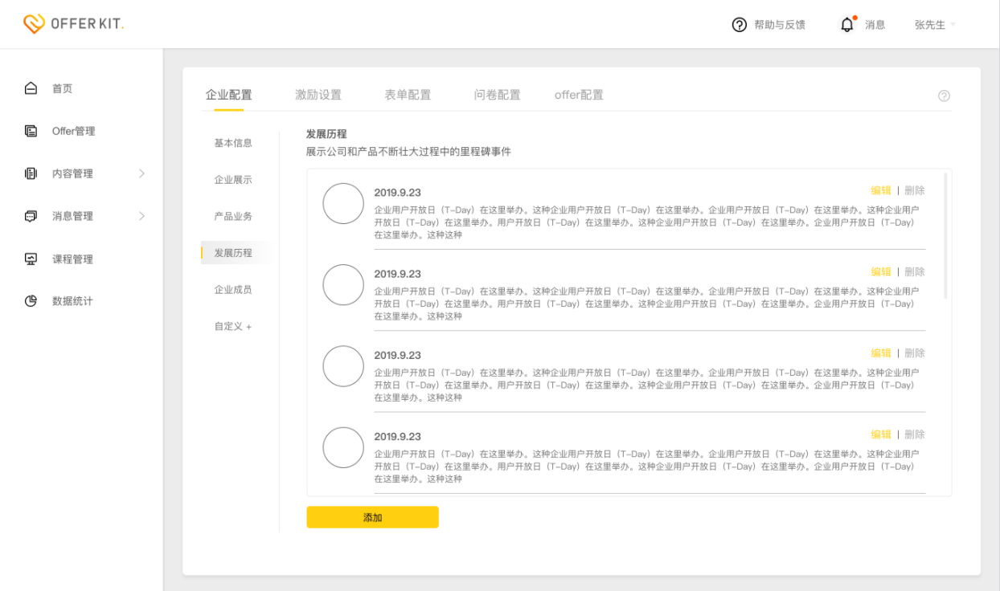 OFFER KIT.
帮助与反馈
消息
张先生
首页
Offer管理
内容管理
消息管理
课程管理
数据统计
企业配置 激励设置 表单配置 问卷配置 offer配置
基本信息
企业展示
产品业务
发展历程
企业成员
自定义 +
发展历程
展示公司和产品不断壮大过程中的里程碑事件
2019.9.23
编辑 | 删除
企业用户开放日（T-Day）在这里举办。这种企业用户开放日（T-Day）在这里举办。企业用户开放日（T-Day）在这里举办。这种企业用户
开放日（T-Day）在这里举办。用户开放日（T-Day）在这里举办。这种企业用户开放日（T-Day）在这里举办。企业用户开放日（T-Day）
在这里举办。这种这种
2019.9.23
编辑 | 删除
企业用户开放日（T-Day）在这里举办。这种企业用户开放日（T-Day）在这里举办。企业用户开放日（T-Day）在这里举办。这种企业用户
开放日（T-Day）在这里举办。用户开放日（T-Day）在这里举办。这种企业用户开放日（T-Day）在这里举办。企业用户开放日（T-Day）
在这里举办。这种这种
2019.9.23
编辑 | 删除
企业用户开放日（T-Day）在这里举办。这种企业用户开放日（T-Day）在这里举办。企业用户开放日（T-Day）在这里举办。这种企业用户
开放日（T-Day）在这里举办。用户开放日（T-Day）在这里举办。这种企业用户开放日（T-Day）在这里举办。企业用户开放日（T-Day）
在这里举办。这种这种
2019.9.23
编辑 | 删除
企业用户开放日（T-Day）在这里举办。这种企业用户开放日（T-Day）在这里举办。企业用户开放日（T-Day）在这里举办。这种企业用户
开放日（T-Day）在这里举办。用户开放日（T-Day）在这里举办。这种企业用户开放日（T-Day）在这里举办。企业用户开放日（T-Day）
在这里举办。这种这种
添加